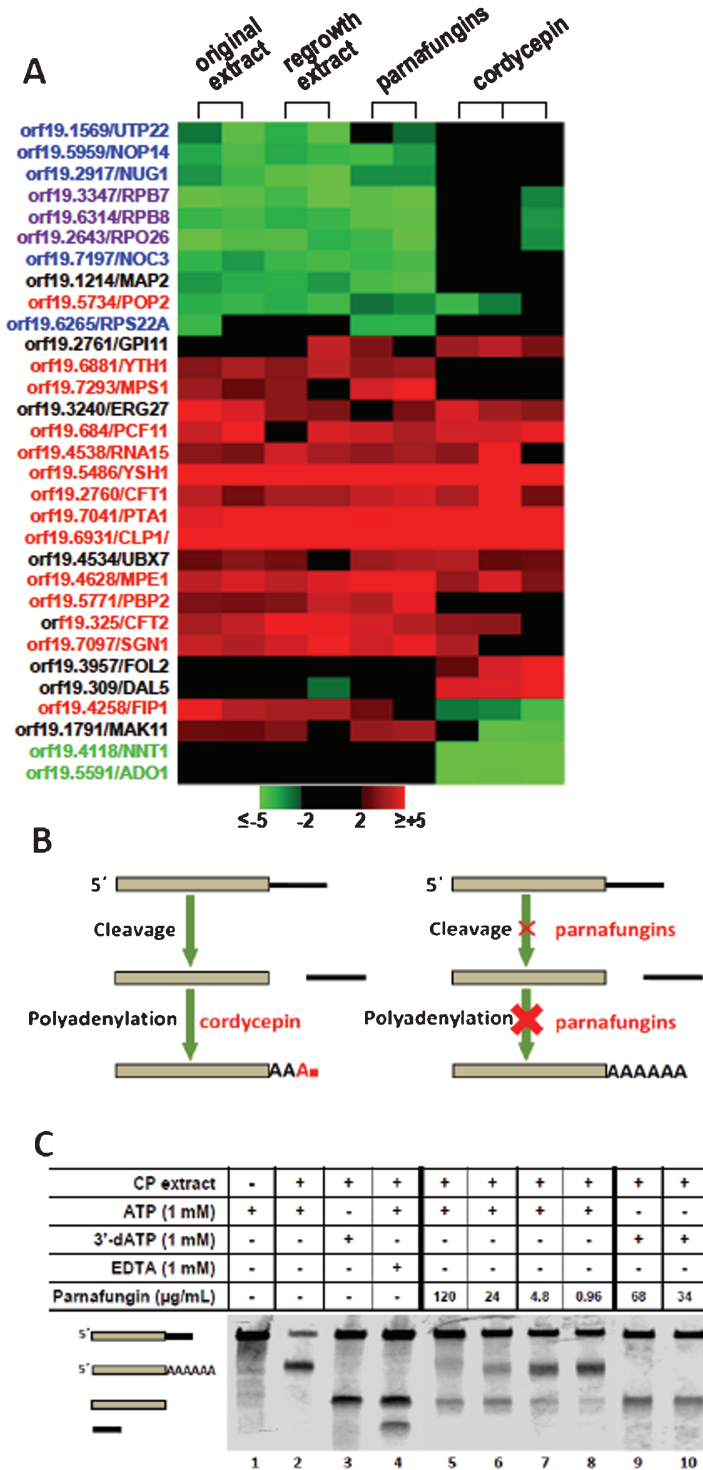 A
original extract
regrowth extract
parnafungins
cordycepin
orf19.1569/UTP22
orf19.5959/NOP14
orf19.2917/NUG1
orf19.3347/RPB7
orf19.6314/RPB8
orf19.2643/RPO26
orf19.7197/NOC3
orf19.1214/MAP2
orf19.5734/POP2
orf19.6265/RPS22A
orf19.2761/GPI11
orf19.6881/YTH1
orf19.7293/MPS1
orf19.3240/ERG27
orf19.684/PCF11
orf19.4538/RNA15
orf19.5486/YSH1
orf19.2760/CFT1
orf19.7041/PTA1
orf19.6931/CLP1/
orf19.4534/UBX7
orf19.4628/MPE1
orf19.5771/PBP2
orf19.325/CFT2
orf19.7097/SGN1
orf19.3957/FOL2
orf19.309/DAL5
orf19.4258/FIP1
orf19.1791/MAK11
orf19.4118/NNT1
orf19.5591/ADO1
≤-5 -2 2 ≥+5
B
5´ 5´
Cleavage Cleavage parnafungins
Polyadenylation cordycepin Polyadenylation parnafungins
AAA AAAAAA
C
CP extract - + + + + + + + + +
ATP (1 mM) + + - + + + + + - -
3'-dATP (1 mM) - - + - - - - - + +
EDTA (1 mM) - - - + - - - - - -
Parnafungin (µg/mL) - - - - 120 24 4.8 0.96 68 34
5´
5´ AAAAAA
1 2 3 4 5 6 7 8 9 10